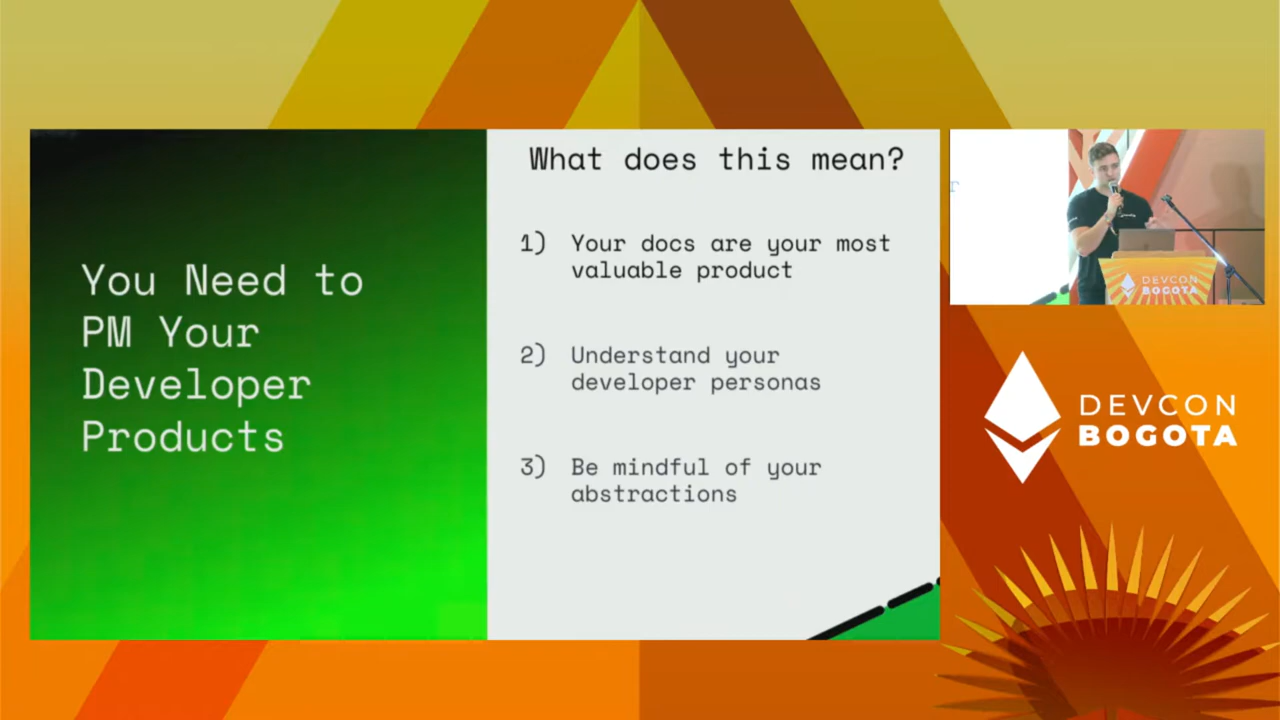 You Need to
PM Your
Developer
Products
What does this mean?
1) Your docs are your most
valuable product
2) Understand your
developer personas
3) Be mindful of your
abstractions
DEVCON
BOGOTA
DEVCON
BOGOTA